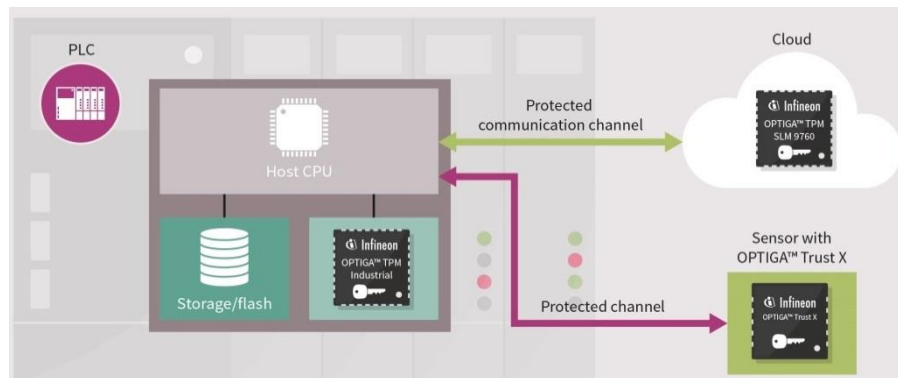 PLC
Host CPU
Storage/flash
Infineon
OPTIGA™ TPM
Industrial
Protected
communication channel
Protected channel
Cloud
Infineon
OPTIGA™ TPM
SLM 9760
Sensor with
OPTIGA™ Trust X
Infineon
OPTIGA™ Trust X